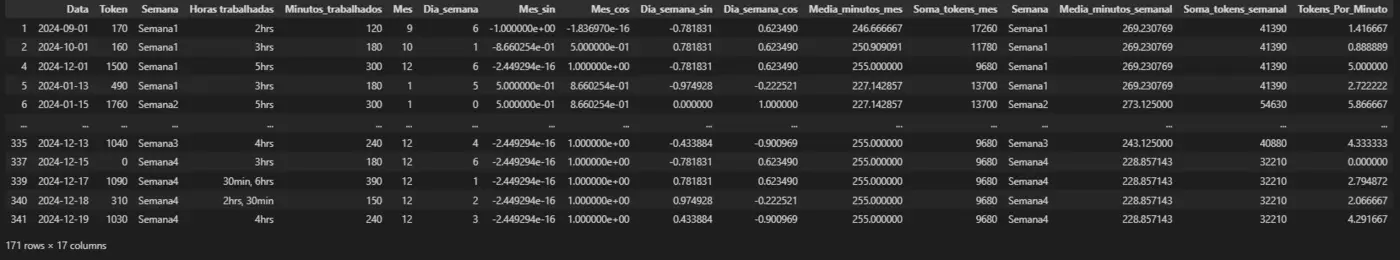 Data Token Semana Horas trabalhadas Minutos_trabalhados Mes Dia_semana Mes_sin Mes_cos Dia_semana_sin Dia_semana_cos Media_minutos_mes Soma_tokens_mes Semana Media_minutos_semanal Soma_tokens_semanal Tokens_Por_Minuto
1 2024-09-01 170 Semana1 2hrs 120 9 6 -1.000000e+00 -1.836970e-16 -0.781831 0.623490 246.666667 17260 Semana1 269.230769 41390 1.416667
2 2024-10-01 160 Semana1 3hrs 180 10 1 -8.660254e-01 5.000000e-01 0.781831 0.623490 250.909091 11780 Semana1 269.230769 41390 0.888889
4 2024-12-01 1500 Semana1 5hrs 300 12 6 -2.449294e-16 1.000000e+00 -0.781831 0.623490 255.000000 9680 Semana1 269.230769 41390 5.000000
5 2024-01-13 490 Semana1 3hrs 180 1 5 5.000000e-01 8.660254e-01 -0.974928 -0.222521 227.142857 13700 Semana1 269.230769 41390 2.722222
6 2024-01-15 1760 Semana2 5hrs 300 1 0 5.000000e-01 8.660254e-01 0.000000 1.000000 227.142857 13700 Semana2 273.125000 54630 5.866667
... ... ... ... ... ... ... ... ... ... ... ... ... ... ... ... ... ...
335 2024-12-13 1040 Semana3 4hrs 240 12 4 -2.449294e-16 1.000000e+00 -0.433884 -0.900969 255.000000 9680 Semana3 243.125000 40880 4.333333
337 2024-12-15 0 Semana4 3hrs 180 12 6 -2.449294e-16 1.000000e+00 -0.781831 0.623490 255.000000 9680 Semana4 228.857143 32210 0.000000
339 2024-12-17 1090 Semana4 30min, 6hrs 390 12 1 -2.449294e-16 1.000000e+00 0.781831 0.623490 255.000000 9680 Semana4 228.857143 32210 2.794872
340 2024-12-18 310 Semana4 2hrs, 30min 150 12 2 -2.449294e-16 1.000000e+00 0.974928 -0.222521 255.000000 9680 Semana4 228.857143 32210 2.066667
341 2024-12-19 1030 Semana4 4hrs 240 12 3 -2.449294e-16 1.000000e+00 0.433884 -0.900969 255.000000 9680 Semana4 228.857143 32210 4.291667
171 rows × 17 columns